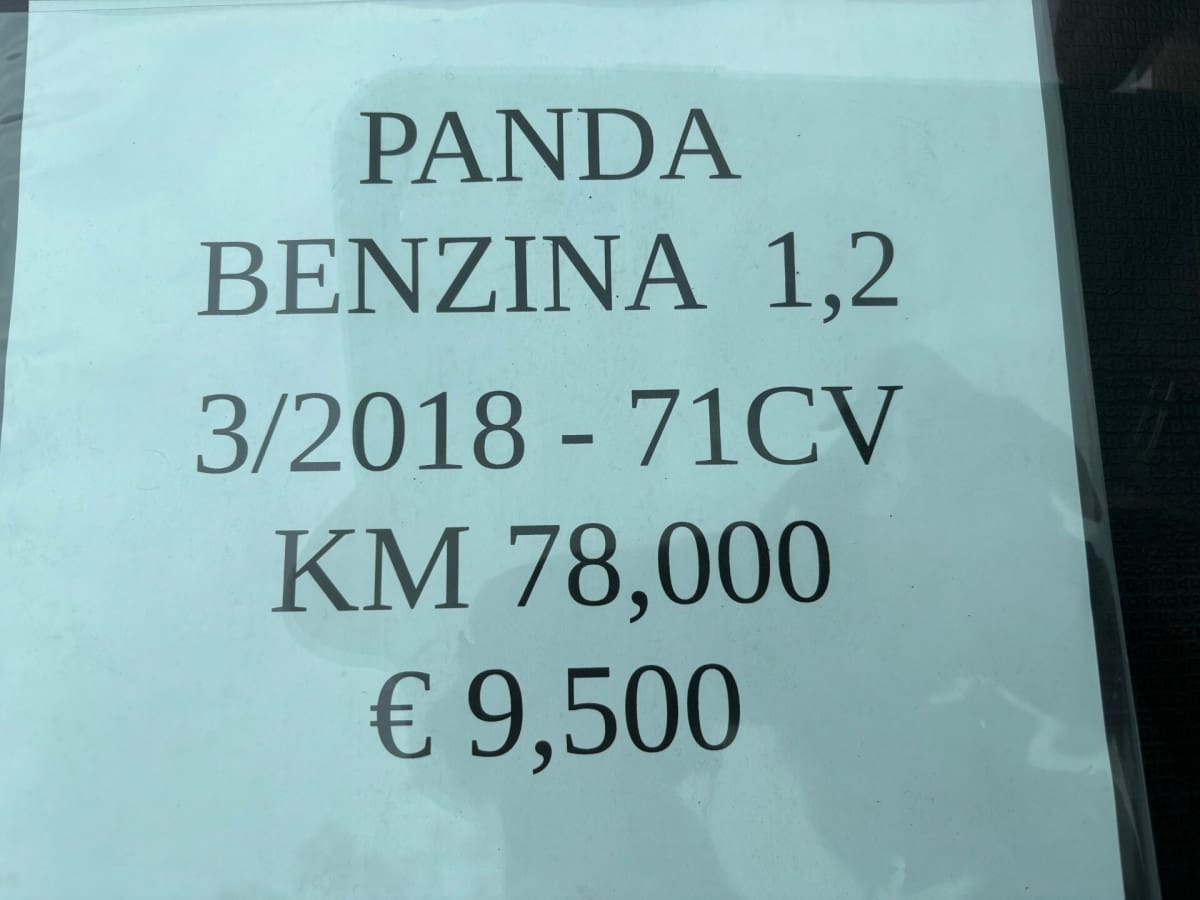 PANDA
BENZINA 1,2
3/2018 - 71CV
KM 78,000
€ 9,500